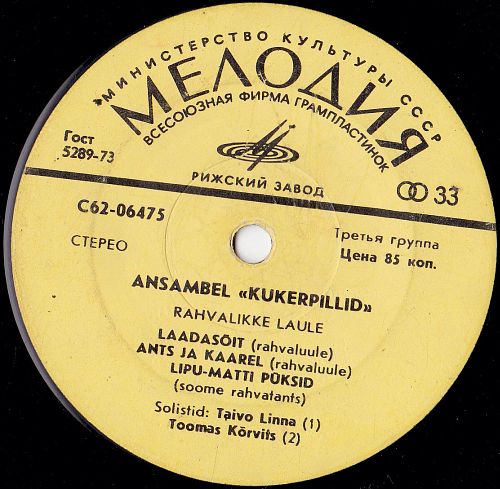 МИНИСТЕРСТВО КУЛЬТУРЫ СССР
МЕЛОДИЯ
ВСЕСОЮЗНАЯ ФИРМА ГРАМПЛАСТИНОК
Гост
5289-73
РИЖСКИЙ ЗАВОД
33
С62-06475
СТЕРЕО
Третья группа
Цена 85 коп.
ANSAMBEL «KUKERPILLID»
RAHVALIKKE LAULE
LAADASÕIT (rahvaluule)
ANTS JA KAAREL (rahvaluule)
LIPU-MATTI PÜKSID
(soome rahvatants)
Solistid: Taivo Linna (1)
Toomas Kõrvits (2)